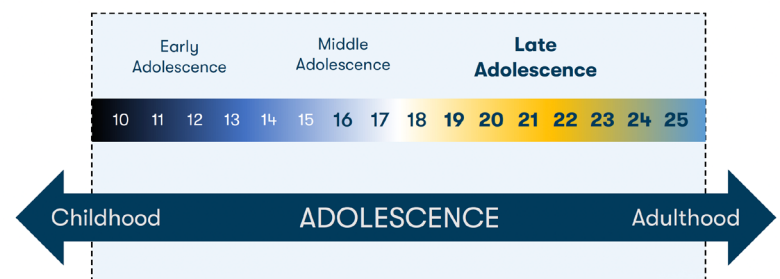 Early
Adolescence
Middle
Adolescence
Late
Adolescence
10 11 12 13 14 15 16 17 18 19 20 21 22 23 24 25
Childhood ADOLESCENCE Adulthood